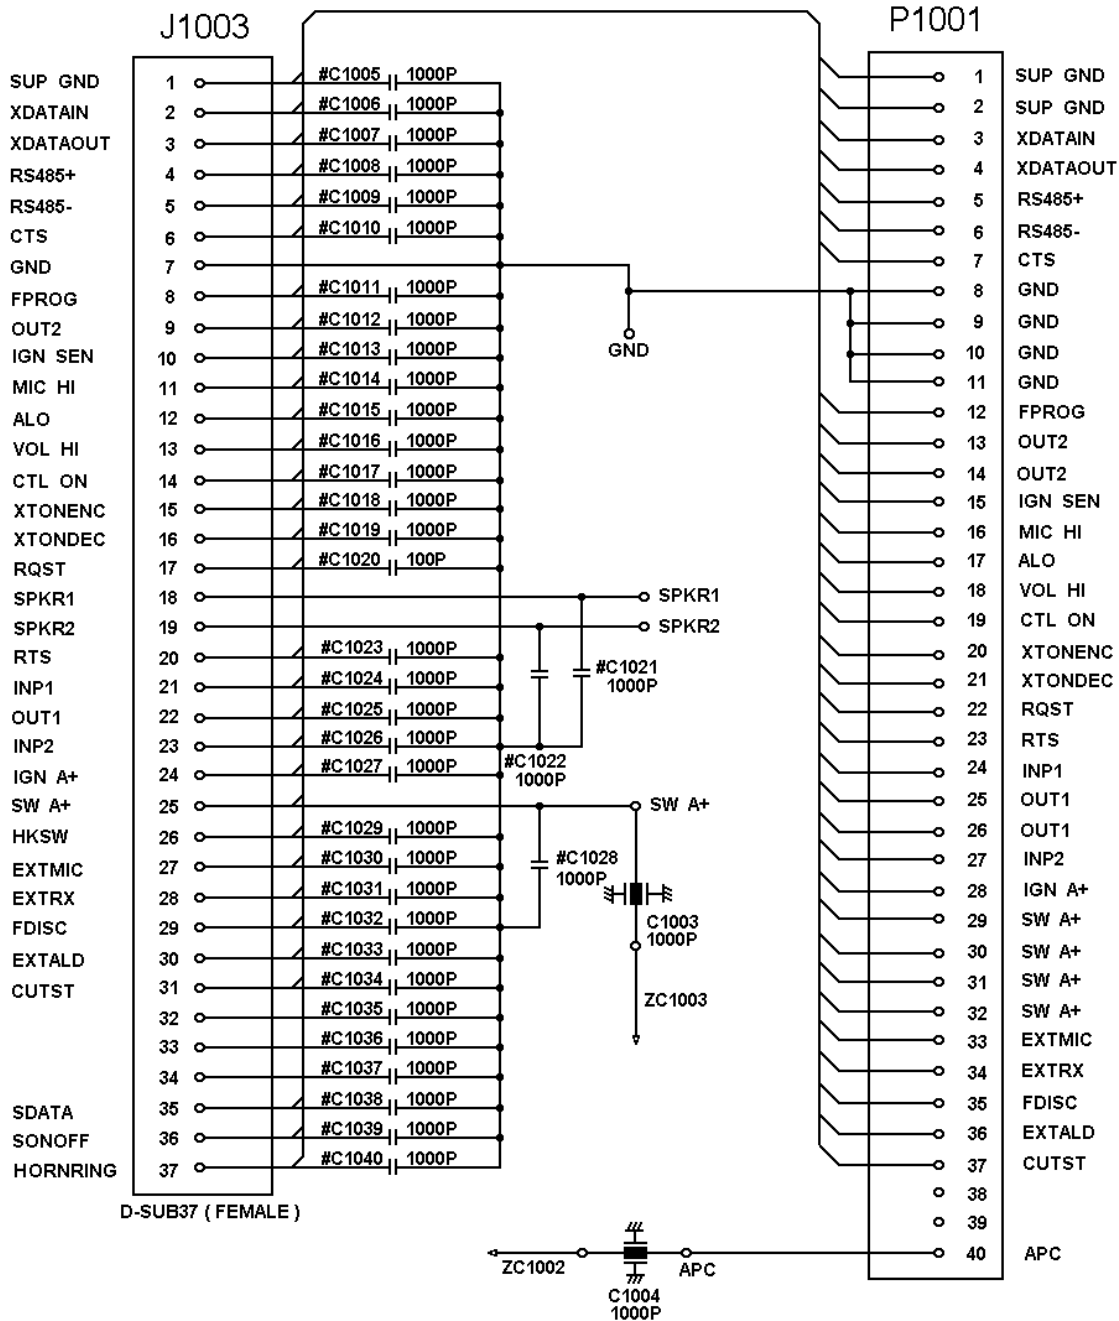 J1003
P1001
SUP GND 1 #C1005 1000P
XDATAIN 2 #C1006 1000P
XDATAOUT 3 #C1007 1000P
RS485+ 4 #C1008 1000P
RS485- 5 #C1009 1000P
CTS 6 #C1010 1000P
GND 7
FPROG 8 #C1011 1000P
OUT2 9 #C1012 1000P
IGN SEN 10 #C1013 1000P
MIC HI 11 #C1014 1000P
ALO 12 #C1015 1000P
VOL HI 13 #C1016 1000P
CTL ON 14 #C1017 1000P
XTONENC 15 #C1018 1000P
XTONDEC 16 #C1019 1000P
RQST 17 #C1020 100P
SPKR1 18 SPKR1
SPKR2 19 SPKR2
RTS 20 #C1023 1000P
INP1 21 #C1024 1000P
OUT1 22 #C1025 1000P
INP2 23 #C1026 1000P
IGN A+ 24 #C1027 1000P
SW A+ 25 SW A+
HKSW 26 #C1029 1000P
EXTMIC 27 #C1030 1000P
EXTRX 28 #C1031 1000P
FDISC 29 #C1032 1000P
EXTALD 30 #C1033 1000P
CUTST 31 #C1034 1000P
32 #C1035 1000P
33 #C1036 1000P
34 #C1037 1000P
SDATA 35 #C1038 1000P
SONOFF 36 #C1039 1000P
HORNRING 37 #C1040 1000P
D-SUB37 ( FEMALE )
GND
#C1021
1000P
#C1022
1000P
#C1028
1000P
C1003
1000P
ZC1003
1 SUP GND
2 SUP GND
3 XDATAIN
4 XDATAOUT
5 RS485+
6 RS485-
7 CTS
8 GND
9 GND
10 GND
11 GND
12 FPROG
13 OUT2
14 OUT2
15 IGN SEN
16 MIC HI
17 ALO
18 VOL HI
19 CTL ON
20 XTONENC
21 XTONDEC
22 RQST
23 RTS
24 INP1
25 OUT1
26 OUT1
27 INP2
28 IGN A+
29 SW A+
30 SW A+
31 SW A+
32 SW A+
33 EXTMIC
34 EXTRX
35 FDISC
36 EXTALD
37 CUTST
38
39
40 APC
ZC1002
APC
C1004
1000P